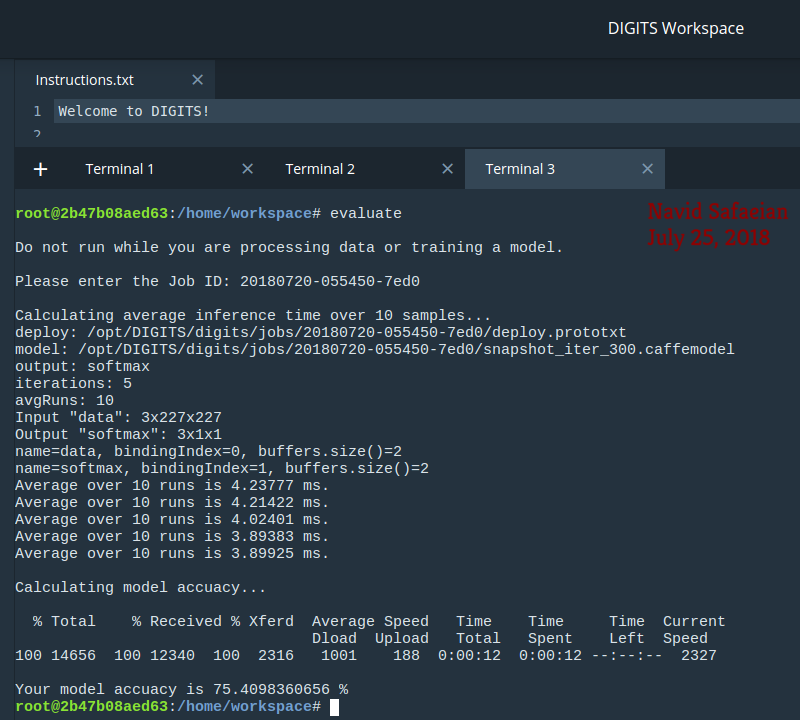 DIGITS Workspace
Instructions.txt ×
1 Welcome to DIGITS!
2
+ Terminal 1 × Terminal 2 × Terminal 3 ×
root@2b47b08aed63:/home/workspace# evaluate
Navid Safaeian
July 25, 2018
Do not run while you are processing data or training a model.
Please enter the Job ID: 20180720-055450-7ed0
Calculating average inference time over 10 samples...
deploy: /opt/DIGITS/digits/jobs/20180720-055450-7ed0/deploy.prototxt
model: /opt/DIGITS/digits/jobs/20180720-055450-7ed0/snapshot_iter_300.caffemodel
output: softmax
iterations: 5
avgRuns: 10
Input "data": 3x227x227
Output "softmax": 3x1x1
name=data, bindingIndex=0, buffers.size()=2
name=softmax, bindingIndex=1, buffers.size()=2
Average over 10 runs is 4.23777 ms.
Average over 10 runs is 4.21422 ms.
Average over 10 runs is 4.02401 ms.
Average over 10 runs is 3.89383 ms.
Average over 10 runs is 3.89925 ms.
Calculating model accuacy...
% Total % Received % Xferd Average Speed Time Time Time Current
Dload Upload Total Spent Left Speed
100 14656 100 12340 100 2316 1001 188 0:00:12 0:00:12 --:--:-- 2327
Your model accuacy is 75.4098360656 %
root@2b47b08aed63:/home/workspace#